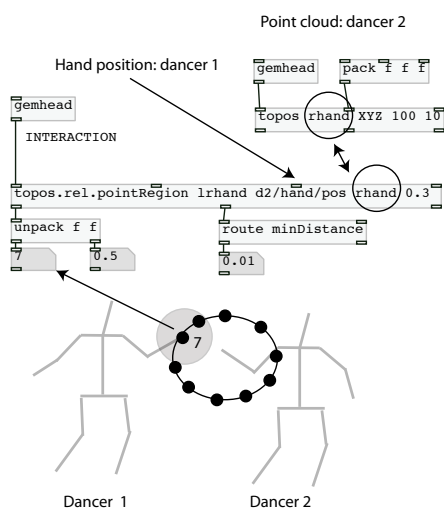 Point cloud: dancer 2
Hand position: dancer 1
gemhead
pack f f f
gemhead
topos rhand XYZ 100 10
INTERACTION
topos.rel.pointRegion lrhand d2/hand/pos rhand 0.3
unpack f f
route minDistance
7
0.5
0.01
7
Dancer 1
Dancer 2